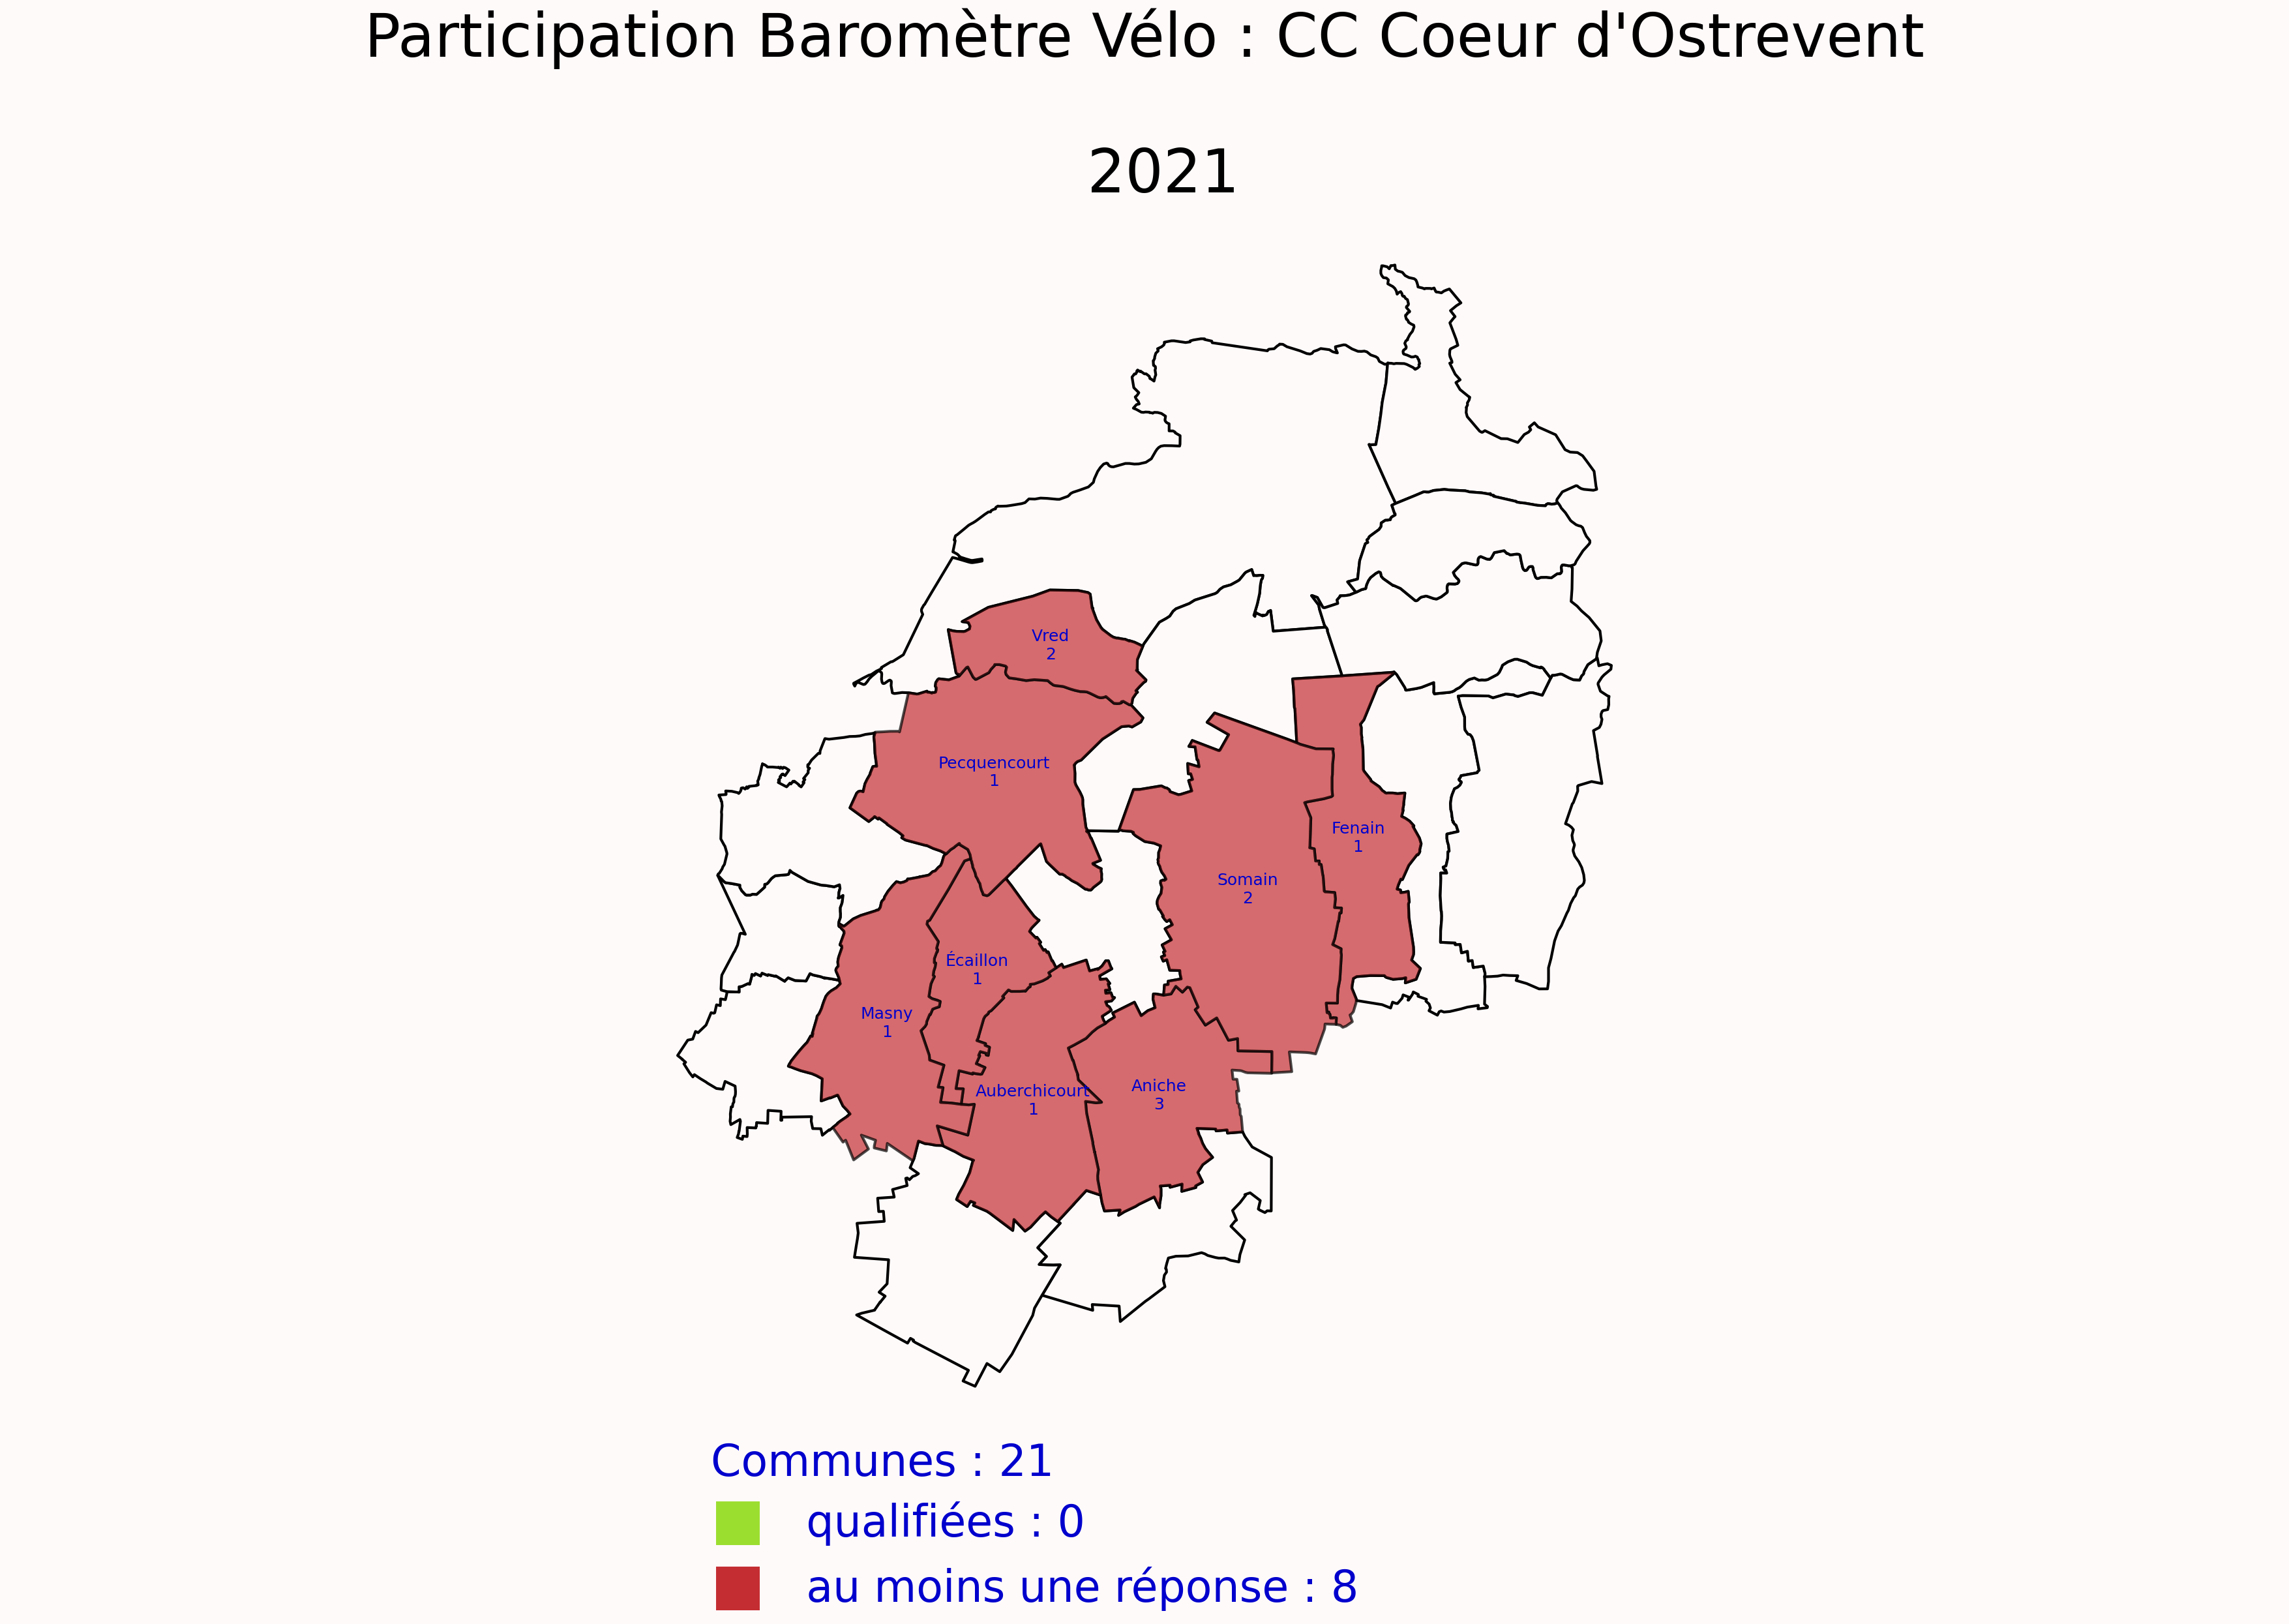 Participation Baromètre Vélo : CC Coeur d'Ostrevent
2021
Vred
2
Pecquencourt
1
Fenain
1
Somain
2
Écaillon
1
Masny
1
Auberchicourt
1
Aniche
3
Communes : 21
qualifiées : 0
au moins une réponse : 8